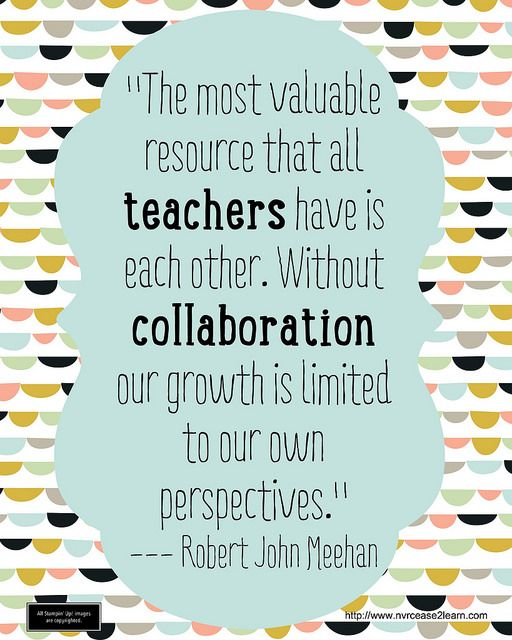 "The most valuable
resource that all
teachers have is
each other. Without
collaboration
our growth is limited
to our own
perspectives."
--- Robert John Meehan
All Stampin' Up! images
are copyrighted.
http://www.nvrcease2learn.com